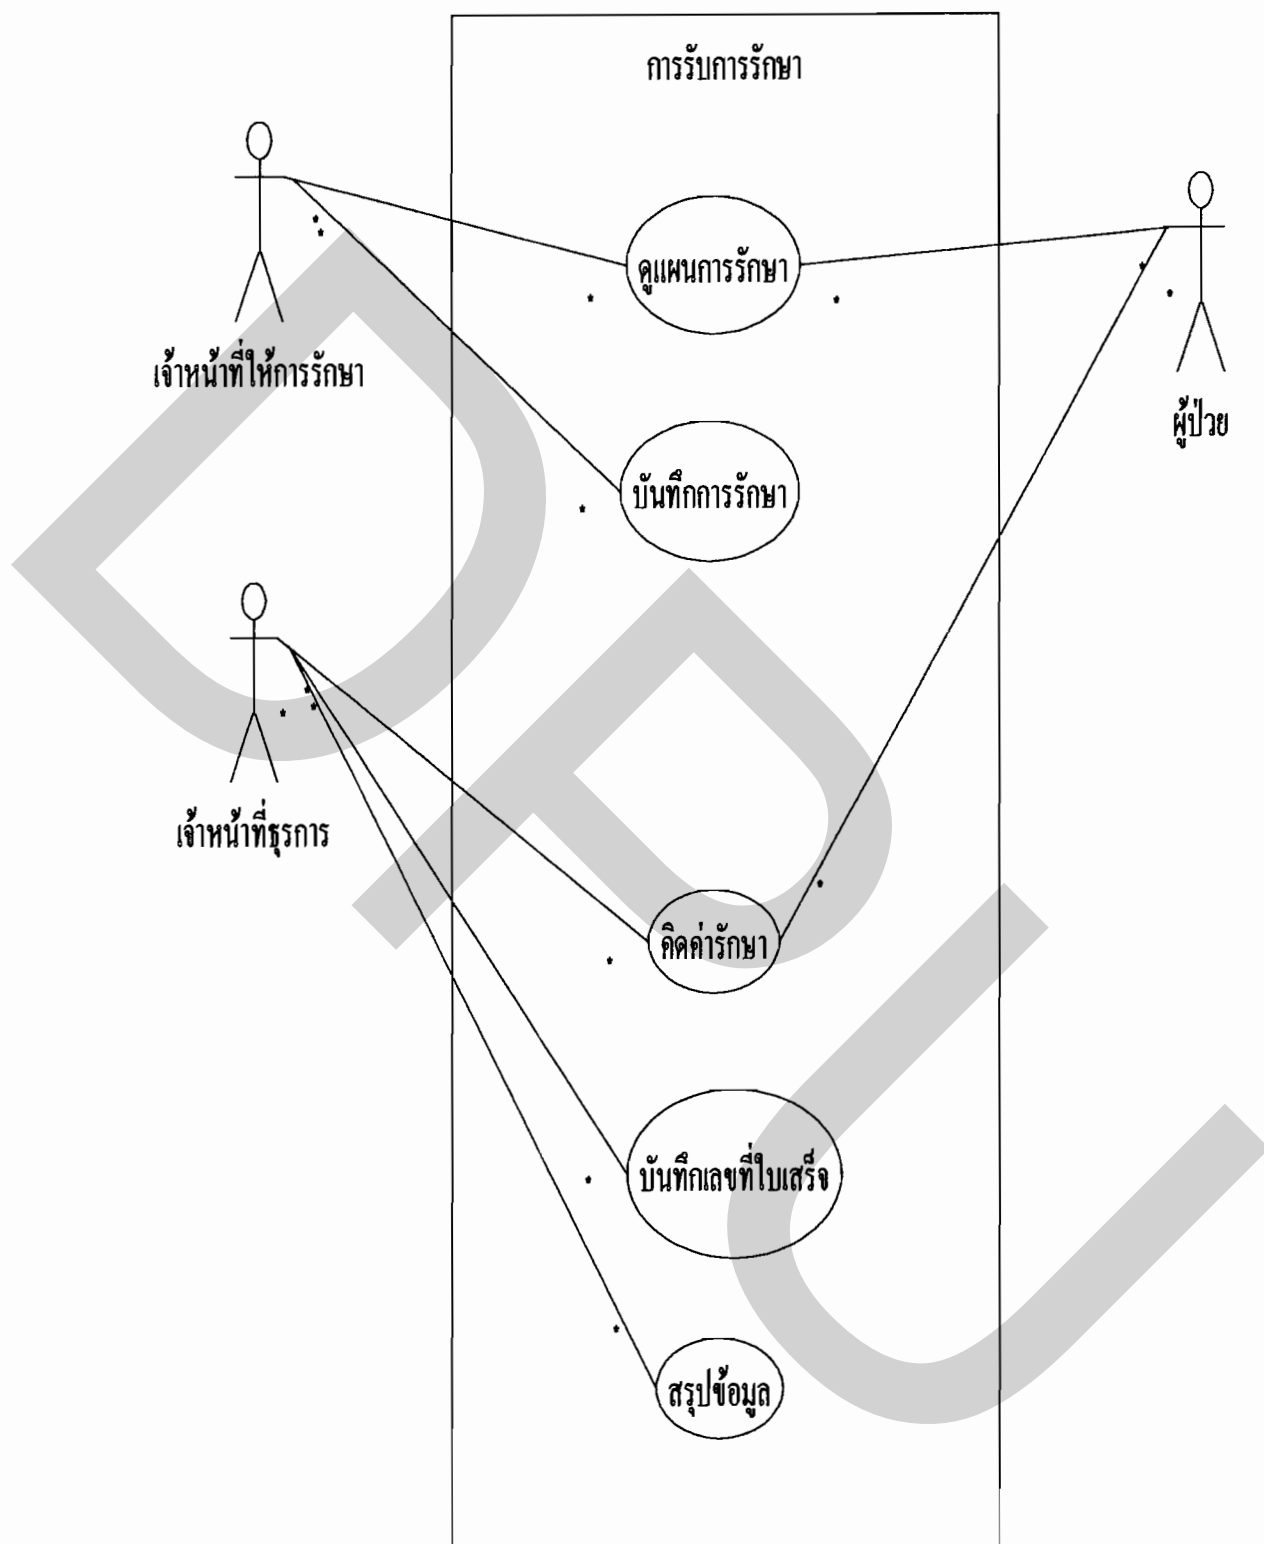 การรับการรักษา
ดูแผนการรักษา
เจ้าหน้าที่ให้การรักษา
ผู้ป่วย
บันทึกการรักษา
เจ้าหน้าที่ธุรการ
คิดค่ารักษา
บันทึกเลขที่ใบเสร็จ
สรุปข้อมูล
DPU